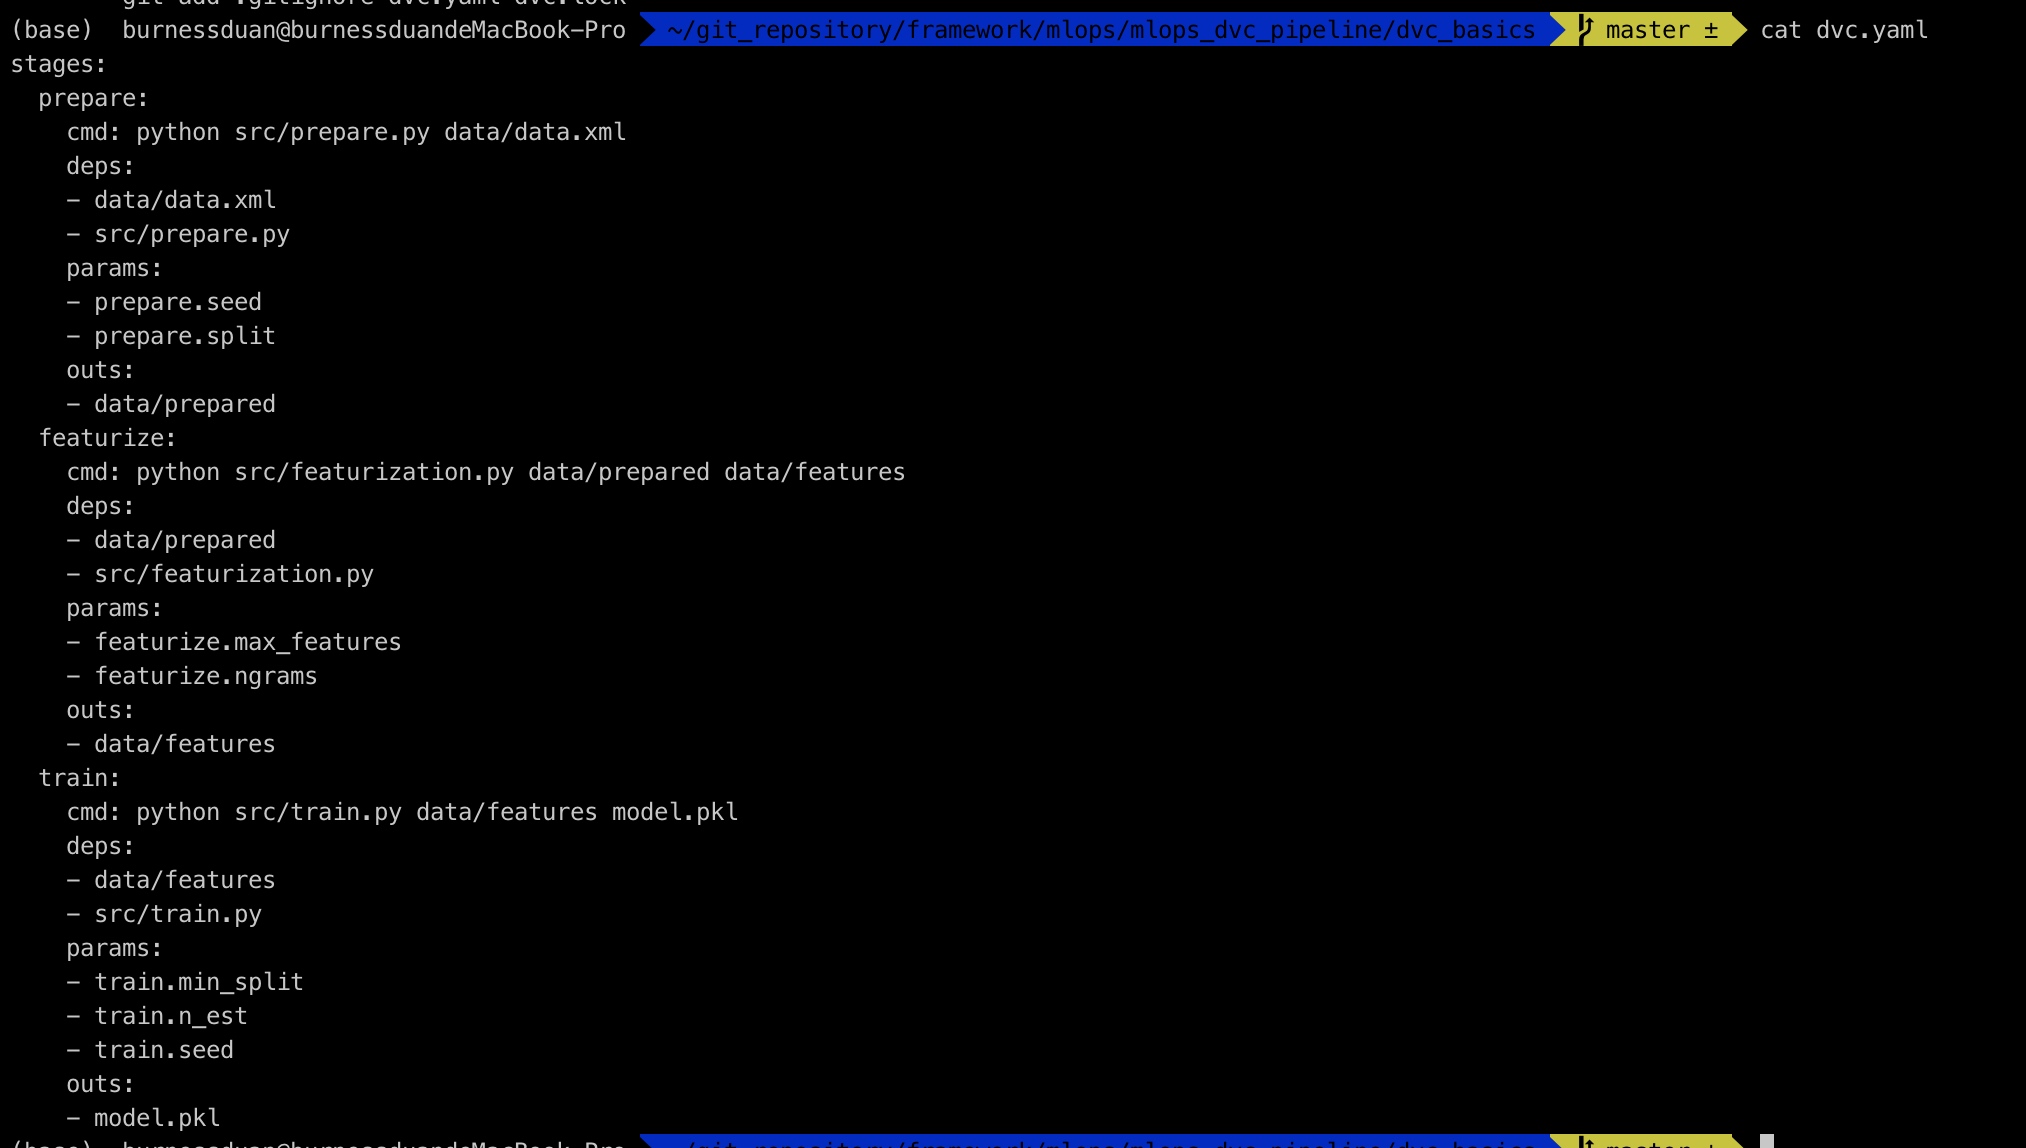 git add .gitignore dvc.yaml dvc.lock
(base)  burnessduan@burnessduandeMacBook-Pro  ~/git_repository/framework/mlops/mlops_dvc_pipeline/dvc_basics  master ±  cat dvc.yaml
stages:
  prepare:
    cmd: python src/prepare.py data/data.xml
    deps:
    - data/data.xml
    - src/prepare.py
    params:
    - prepare.seed
    - prepare.split
    outs:
    - data/prepared
  featurize:
    cmd: python src/featurization.py data/prepared data/features
    deps:
    - data/prepared
    - src/featurization.py
    params:
    - featurize.max_features
    - featurize.ngrams
    outs:
    - data/features
  train:
    cmd: python src/train.py data/features model.pkl
    deps:
    - data/features
    - src/train.py
    params:
    - train.min_split
    - train.n_est
    - train.seed
    outs:
    - model.pkl
(base)  burnessduan@burnessduandeMacBook-Pro  ~/git_repository/framework/mlops/mlops_dvc_pipeline/dvc_basics  master ±